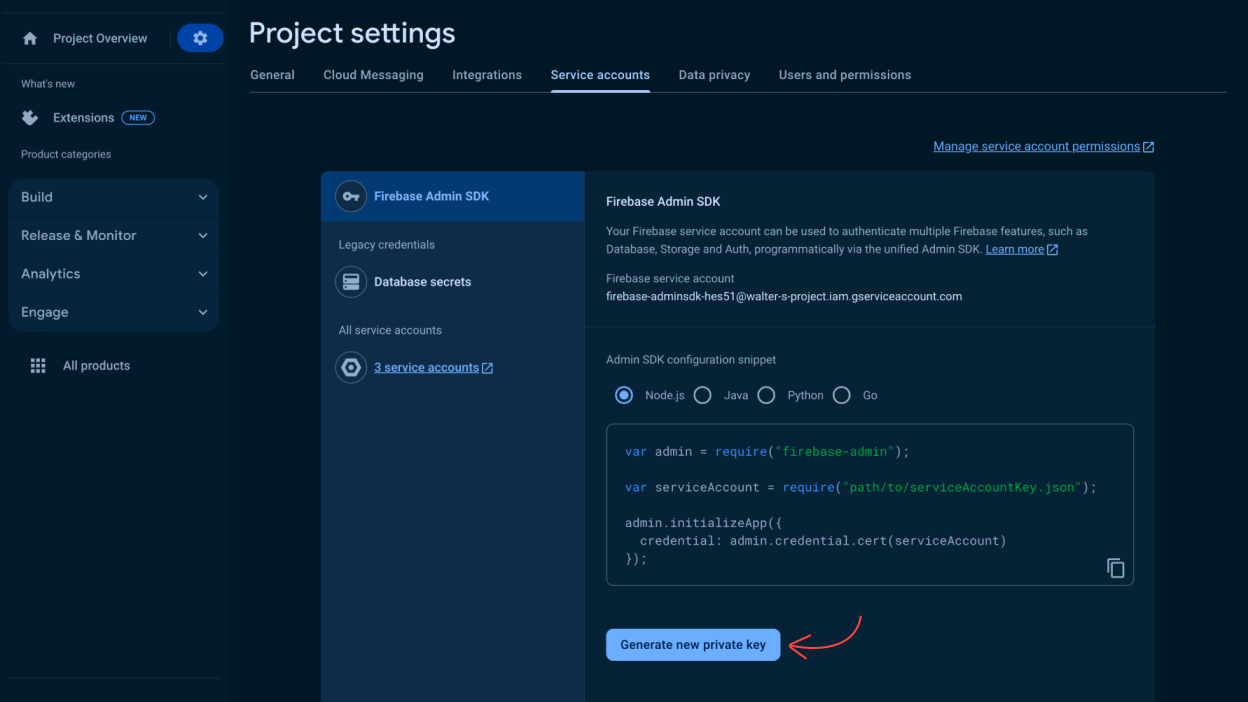 Project Overview
What's new
Extensions NEW
Product categories
Build
Release & Monitor
Analytics
Engage
All products
Project settings
General Cloud Messaging Integrations Service accounts Data privacy Users and permissions
Manage service account permissions
Firebase Admin SDK
Legacy credentials
Database secrets
All service accounts
3 service accounts
Firebase Admin SDK
Your Firebase service account can be used to authenticate multiple Firebase features, such as
Database, Storage and Auth, programmatically via the unified Admin SDK. Learn more
Firebase service account
firebase-adminsdk-hes51@walter-s-project.iam.gserviceaccount.com
Admin SDK configuration snippet
Node.js Java Python Go
var admin = require("firebase-admin");
var serviceAccount = require("path/to/serviceAccountKey.json");
admin.initializeApp({
  credential: admin.credential.cert(serviceAccount)
});
Generate new private key